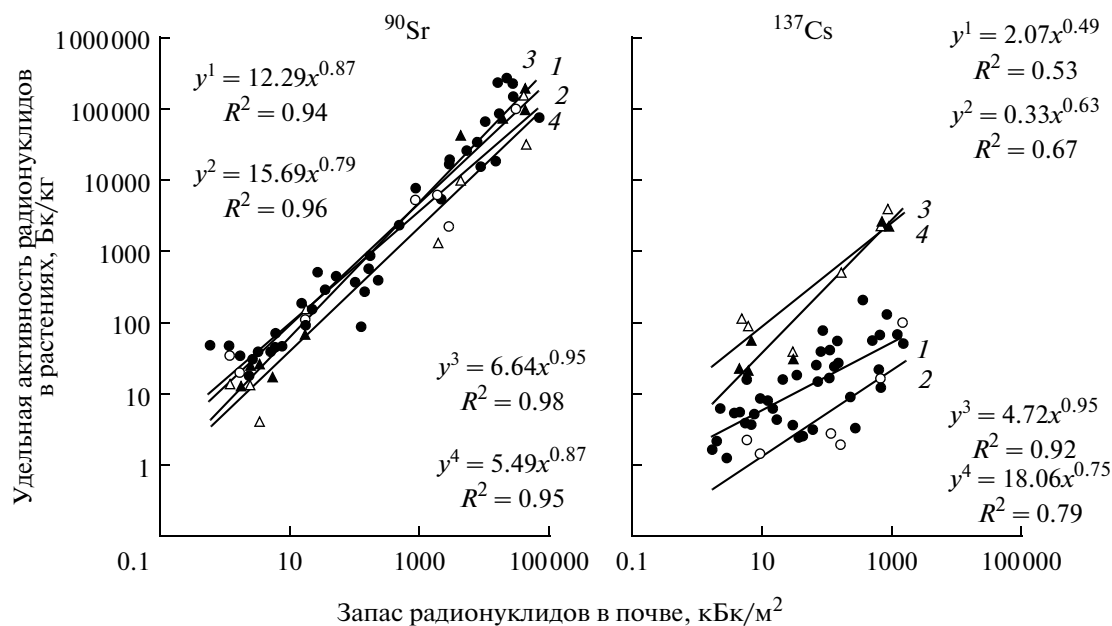 ⁹⁰Sr
¹³⁷Cs
Удельная активность радионуклидов
в растениях, Бк/кг
1000000
100000
10000
1000
100
10
1
y¹ = 12.29x^0.87
R² = 0.94
y² = 15.69x^0.79
R² = 0.96
3 1
2
4
y³ = 6.64x^0.95
R² = 0.98
y⁴ = 5.49x^0.87
R² = 0.95
0.1 10 1000 100000
y¹ = 2.07x^0.49
R² = 0.53
y² = 0.33x^0.63
R² = 0.67
3
4
1
2
y³ = 4.72x^0.95
R² = 0.92
y⁴ = 18.06x^0.75
R² = 0.79
0.1 10 1000 100000
Запас радионуклидов в почве, кБк/м²